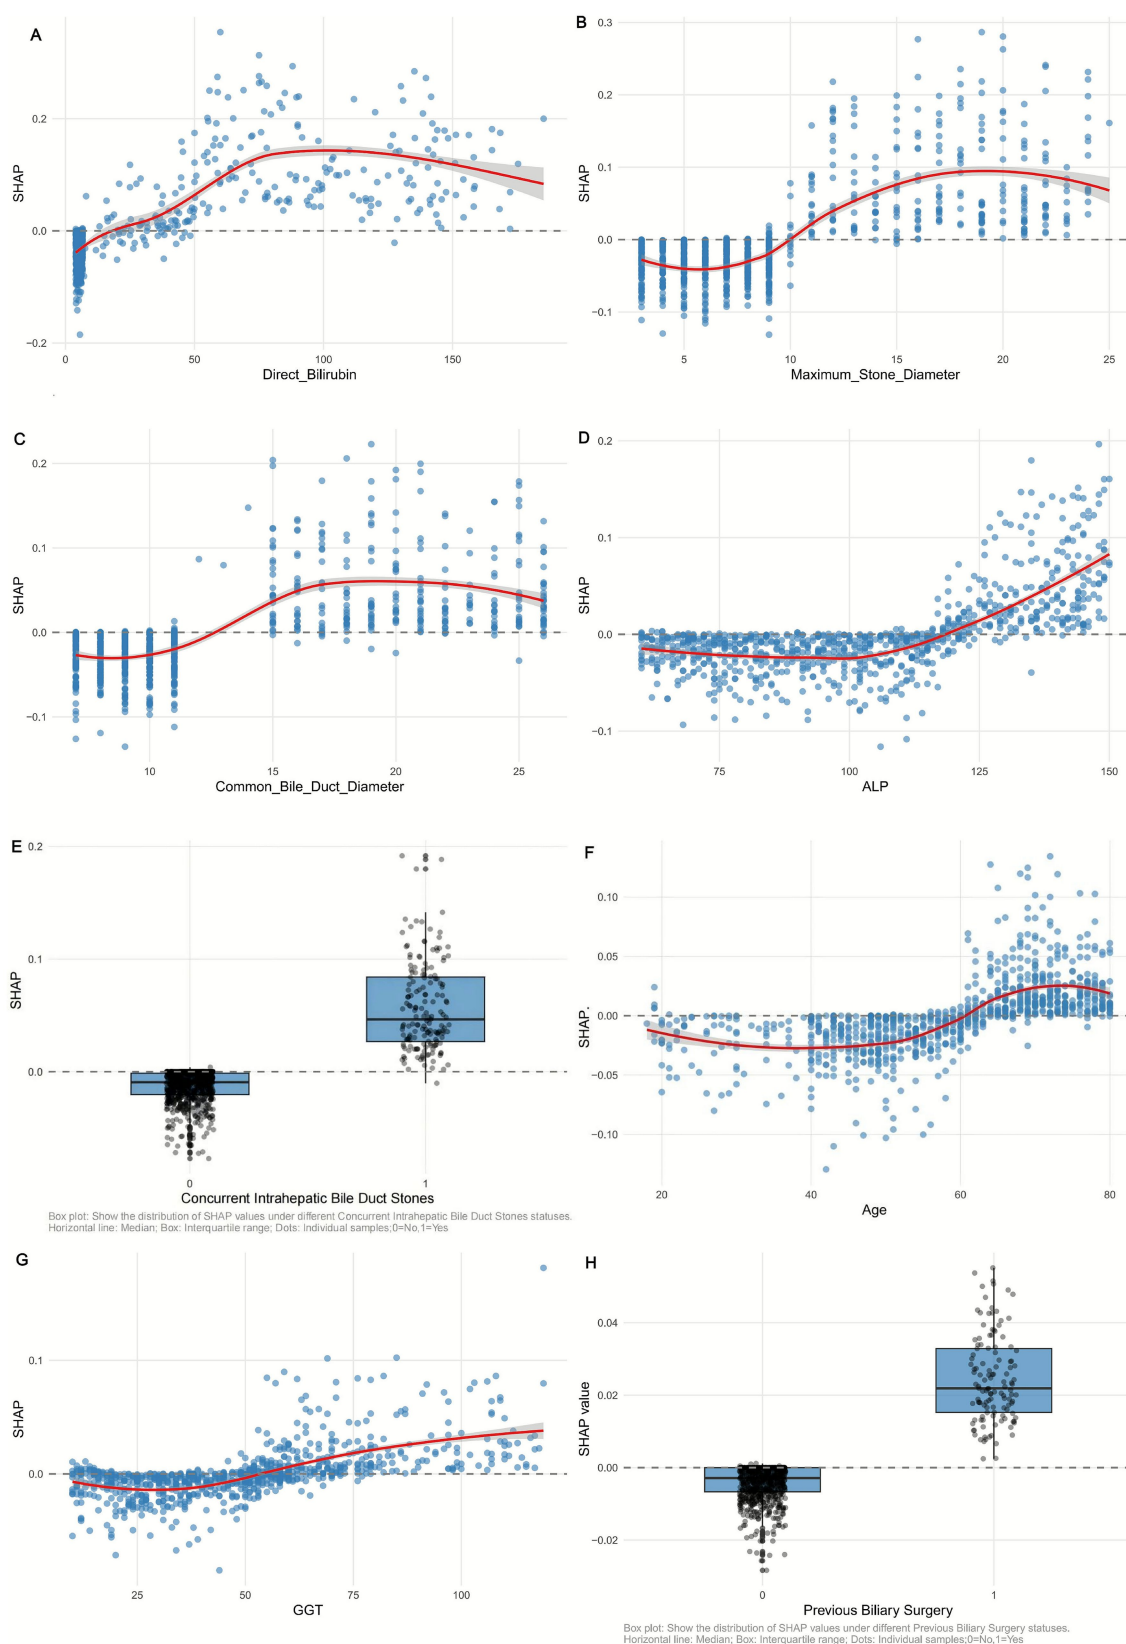 A
SHAP
0.2
0.0
−0.2
0 50 100 150
Direct_Bilirubin
B
SHAP
0.3
0.2
0.1
0.0
−0.1
5 10 15 20 25
Maximum_Stone_Diameter
C
SHAP
0.2
0.1
0.0
−0.1
10 15 20 25
Common_Bile_Duct_Diameter
D
SHAP
0.2
0.1
0.0
−0.1
75 100 125 150
ALP
E
SHAP
0.2
0.1
0.0
0 1
Concurrent Intrahepatic Bile Duct Stones
Box plot: Show the distribution of SHAP values under different Concurrent Intrahepatic Bile Duct Stones statuses.
Horizontal line: Median; Box: Interquartile range; Dots: Individual samples;0=No,1=Yes
F
SHAP
0.10
0.05
0.00
−0.05
−0.10
20 40 60 80
Age
G
SHAP
0.1
0.0
25 50 75 100
GGT
H
SHAP value
0.04
0.02
0.00
−0.02
0 1
Previous Biliary Surgery
Box plot: Show the distribution of SHAP values under different Previous Biliary Surgery statuses.
Horizontal line: Median; Box: Interquartile range; Dots: Individual samples;0=No,1=Yes